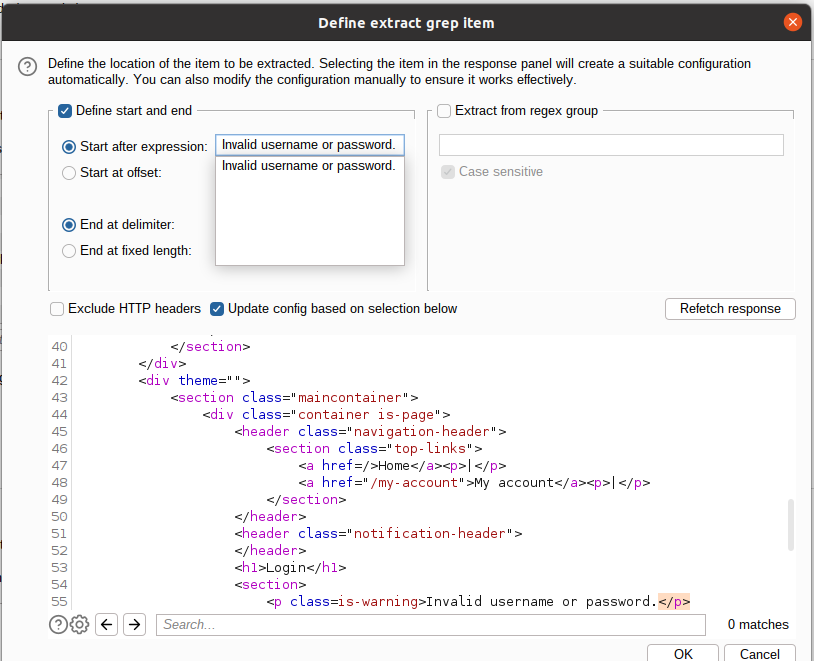 Define extract grep item
Define the location of the item to be extracted. Selecting the item in the response panel will create a suitable configuration
automatically. You can also modify the configuration manually to ensure it works effectively.
Define start and end
Start after expression:
Invalid username or password.
Invalid username or password.
Start at offset:
End at delimiter:
End at fixed length:
Extract from regex group
Case sensitive
Exclude HTTP headers
Update config based on selection below
Refetch response
40 </section>
41 </div>
42 <div theme="">
43 <section class="maincontainer">
44 <div class="container is-page">
45 <header class="navigation-header">
46 <section class="top-links">
47 <a href=/>Home</a><p>|</p>
48 <a href="/my-account">My account</a><p>|</p>
49 </section>
50 </header>
51 <header class="notification-header">
52 </header>
53 <h1>Login</h1>
54 <section>
55 <p class=is-warning>Invalid username or password.</p>
Search...
0 matches
OK
Cancel